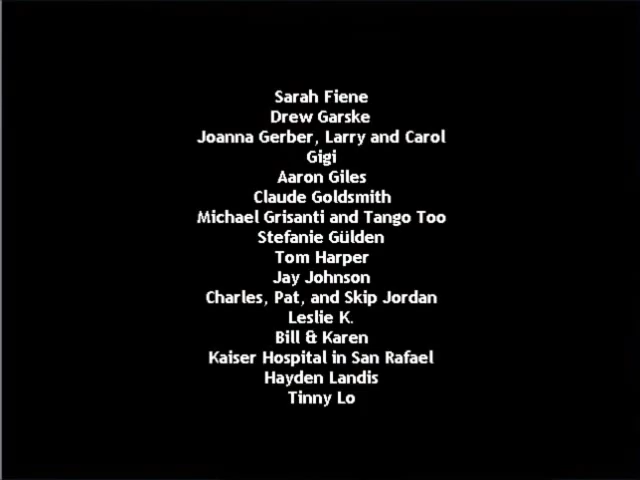 Sarah Fiene
Drew Garske
Joanna Gerber, Larry and Carol
Gigi
Aaron Giles
Claude Goldsmith
Michael Grisanti and Tango Too
Stefanie Gülden
Tom Harper
Jay Johnson
Charles, Pat, and Skip Jordan
Leslie K.
Bill & Karen
Kaiser Hospital in San Rafael
Hayden Landis
Tinny Lo